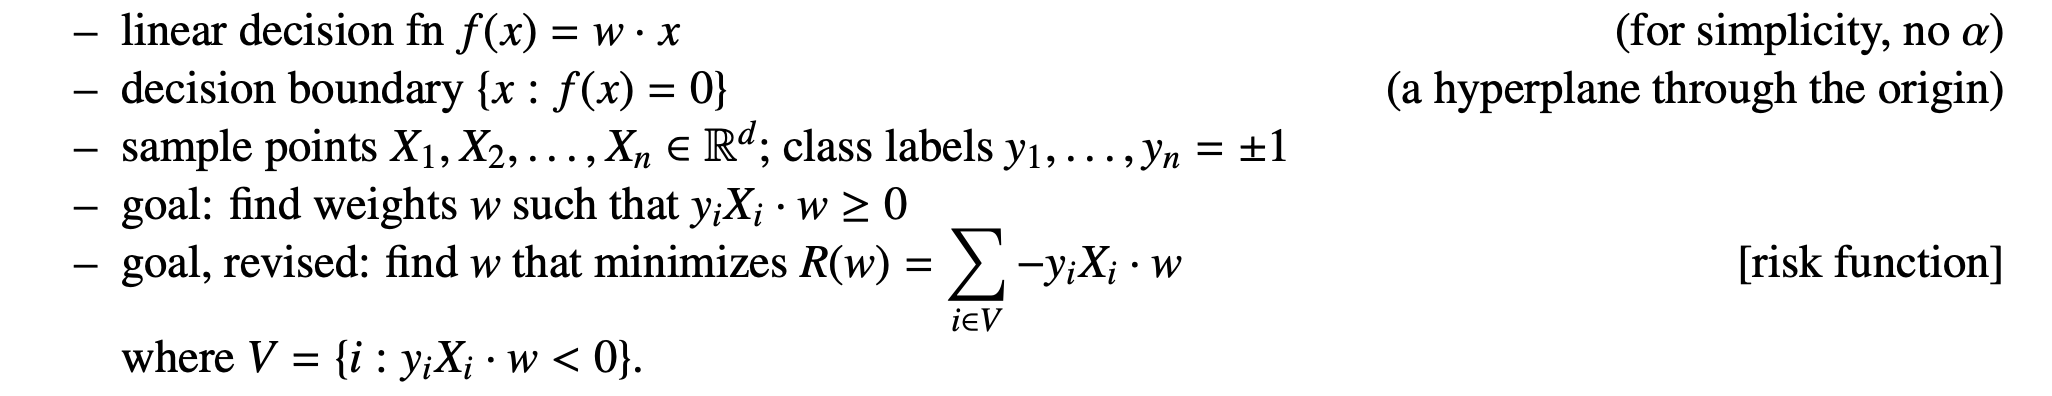 – linear decision fn f(x) = w · x (for simplicity, no α)
– decision boundary {x : f(x) = 0} (a hyperplane through the origin)
– sample points X₁, X₂, . . . , Xₙ ∈ ℝᵈ; class labels y₁, . . . , yₙ = ±1
– goal: find weights w such that yᵢXᵢ · w ≥ 0
– goal, revised: find w that minimizes R(w) = ∑ −yᵢXᵢ · w [risk function]
i∈V
where V = {i : yᵢXᵢ · w < 0}.